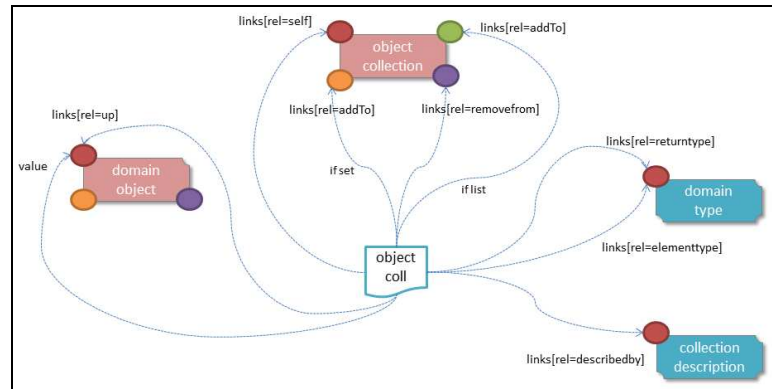 links[rel=self]
links[rel=addTo]
object
collection
links[rel=addTo]
links[rel=removefrom]
links[rel=up]
value
domain
object
if set
if list
links[rel=returntype]
domain
type
links[rel=elementtype]
object
coll
links[rel=describedby]
collection
description